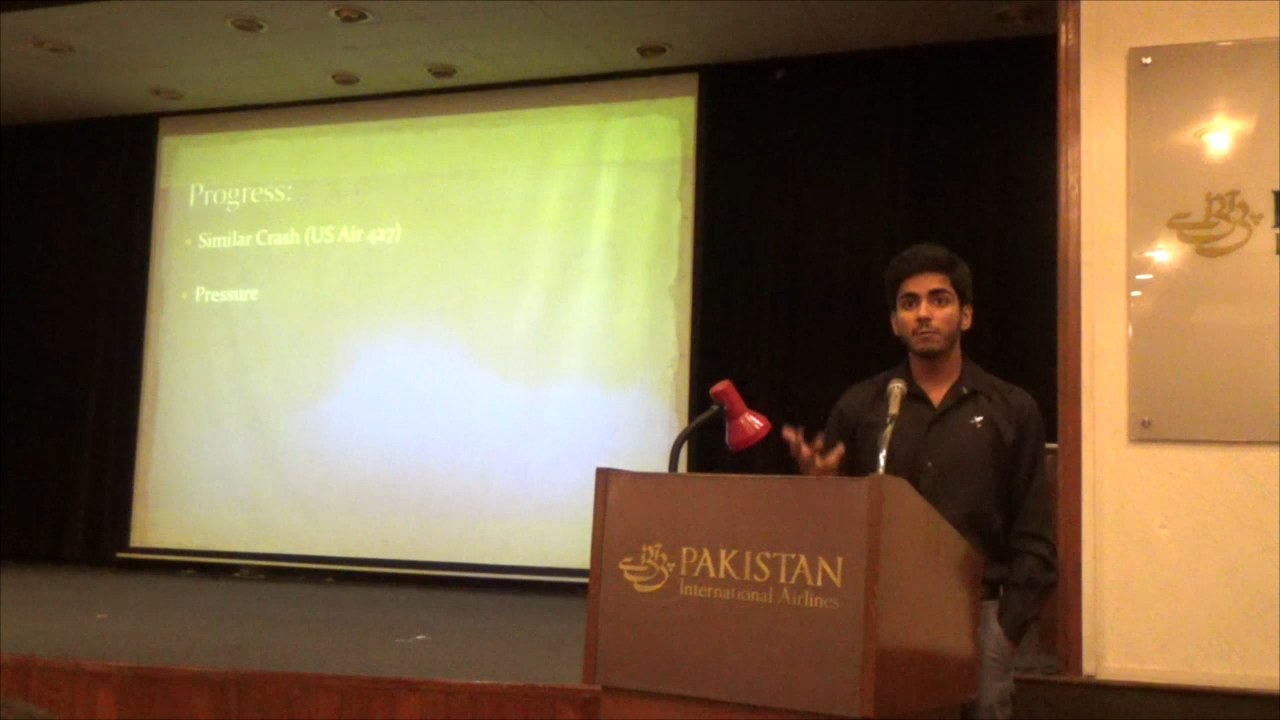 Progress:
Similar Crash (US Air 427)
Pressure
PAKISTAN
International Airlines